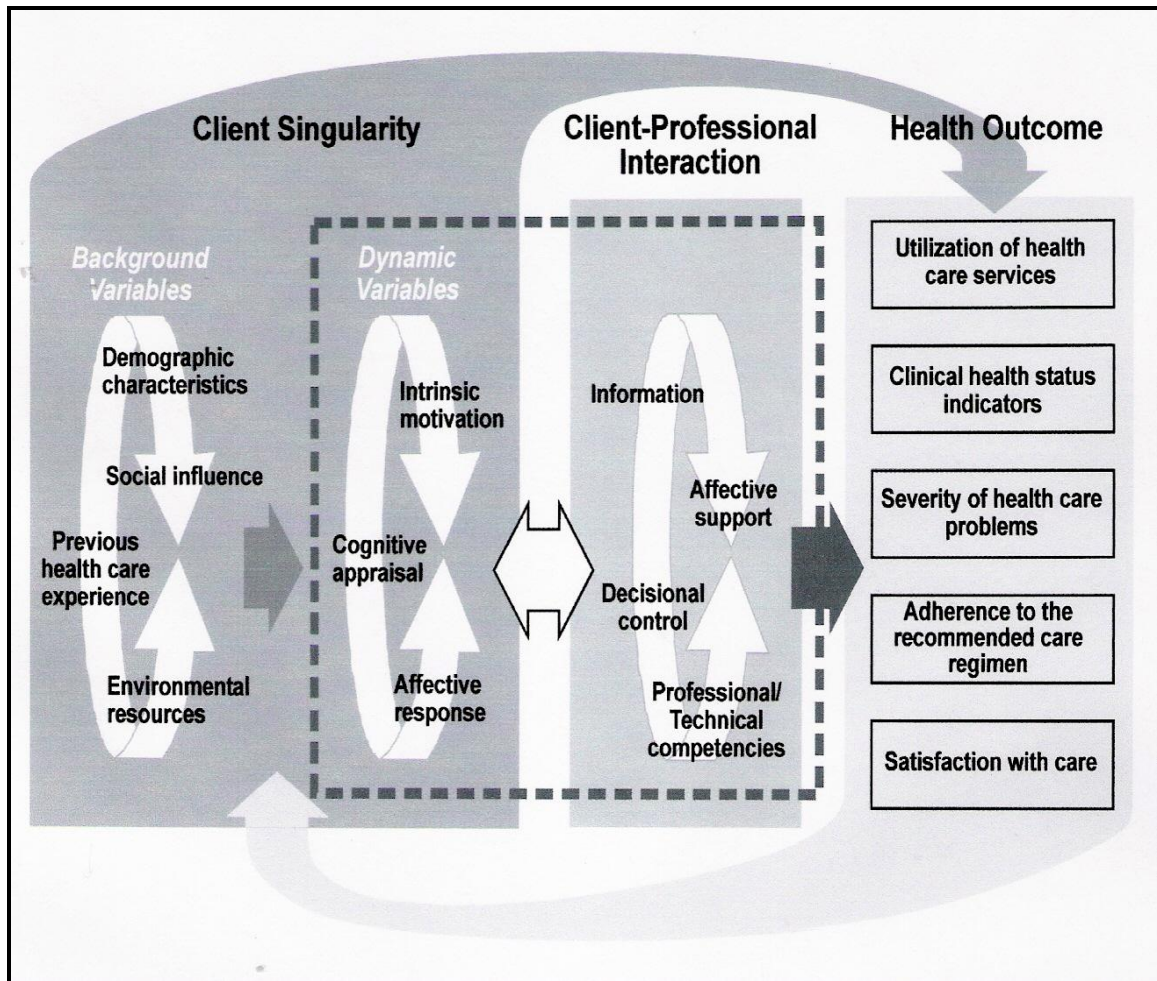 Client Singularity
Client-Professional
Interaction
Health Outcome
Background
Variables
Demographic
characteristics
Social influence
Previous
health care
experience
Environmental
resources
Dynamic
Variables
Intrinsic
motivation
Cognitive
appraisal
Affective
response
Information
Affective
support
Decisional
control
Professional/
Technical
competencies
Utilization of health
care services
Clinical health status
indicators
Severity of health care
problems
Adherence to the
recommended care
regimen
Satisfaction with care